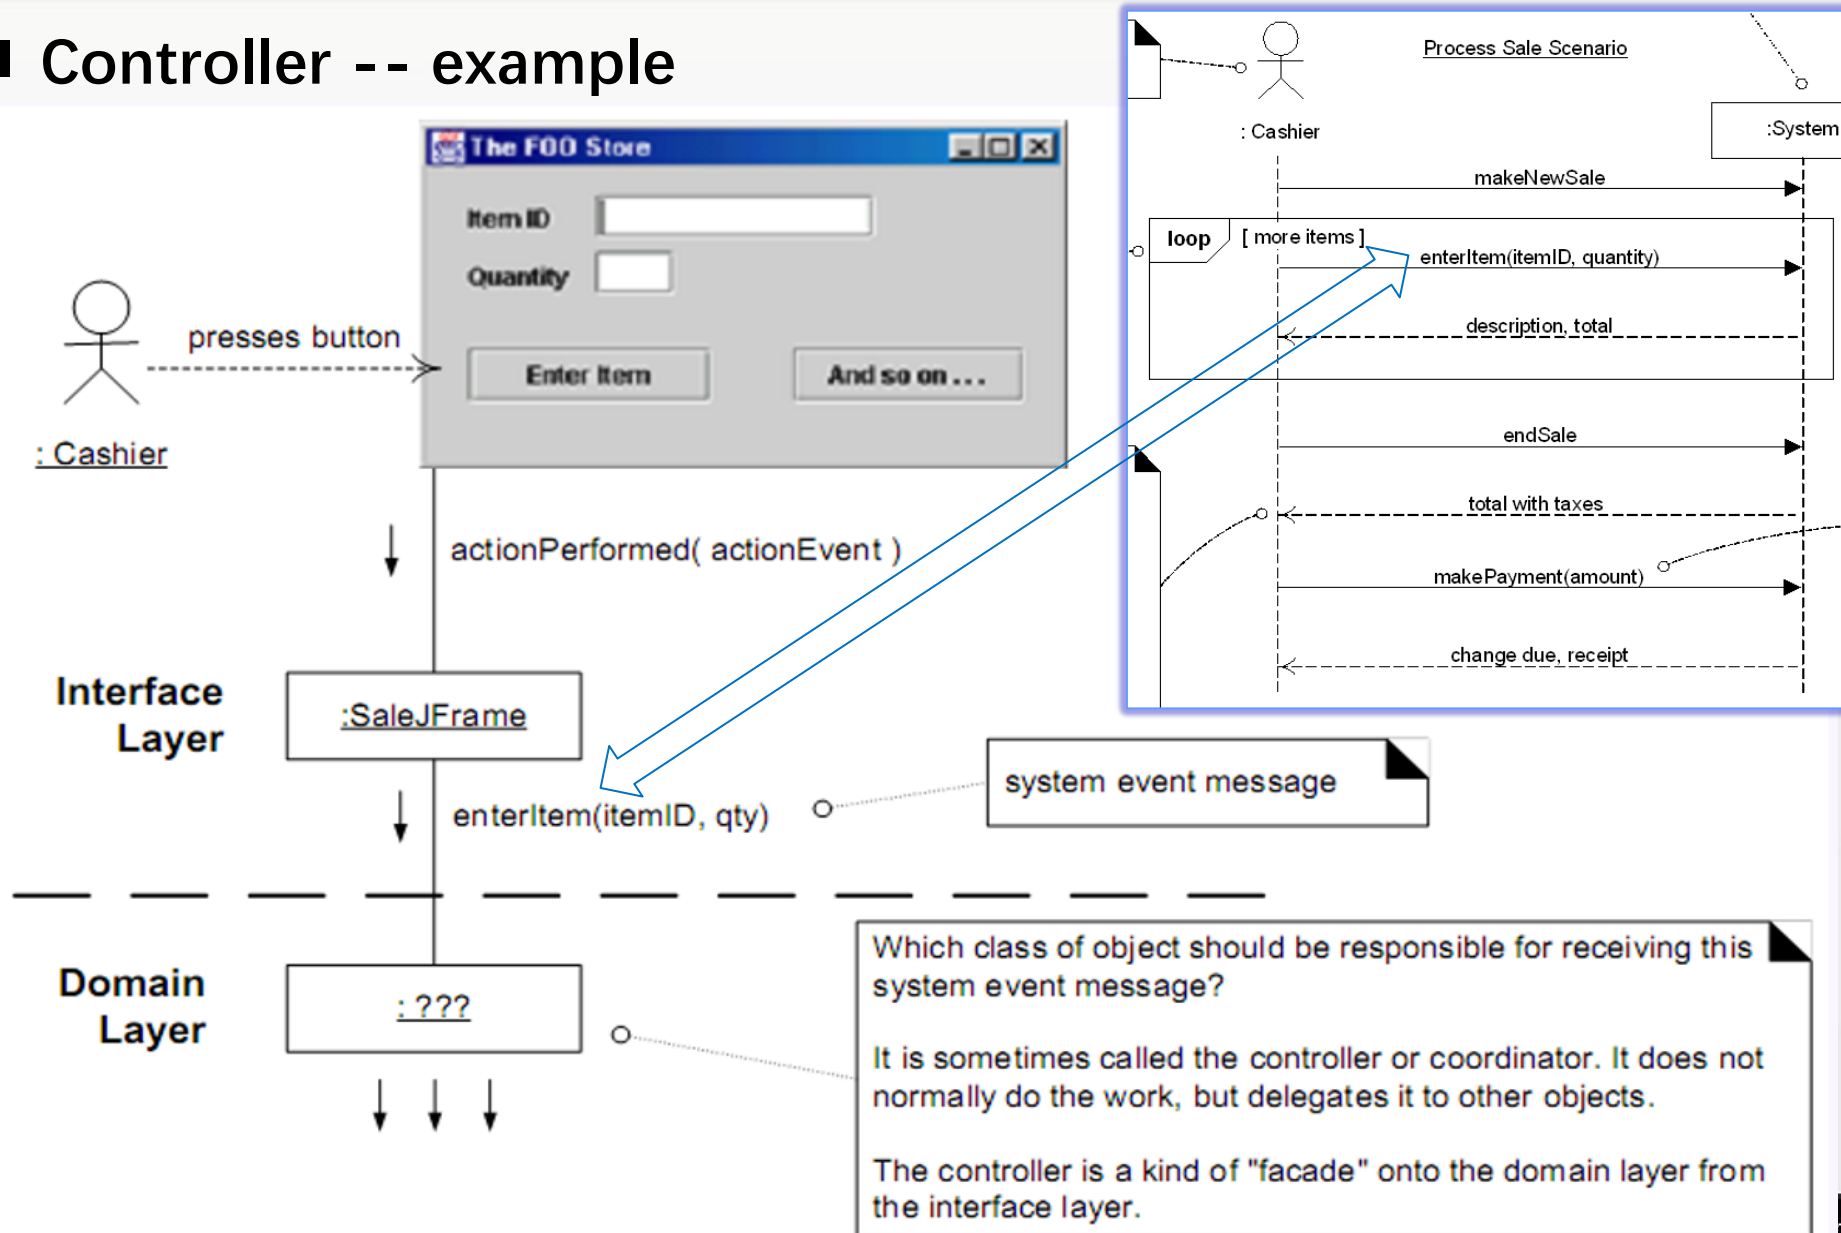 Controller -- example
The FOO Store
Item ID
Quantity
Enter Item
And so on . . .
presses button
: Cashier
actionPerformed( actionEvent )
Interface
Layer
:SaleJFrame
enterItem(itemID, qty)
system event message
Domain
Layer
: ???
Which class of object should be responsible for receiving this
system event message?
It is sometimes called the controller or coordinator. It does not
normally do the work, but delegates it to other objects.
The controller is a kind of "facade" onto the domain layer from
the interface layer.
Process Sale Scenario
: Cashier
:System
makeNewSale
loop
[ more items ]
enterItem(itemID, quantity)
description, total
endSale
total with taxes
makePayment(amount)
change due, receipt